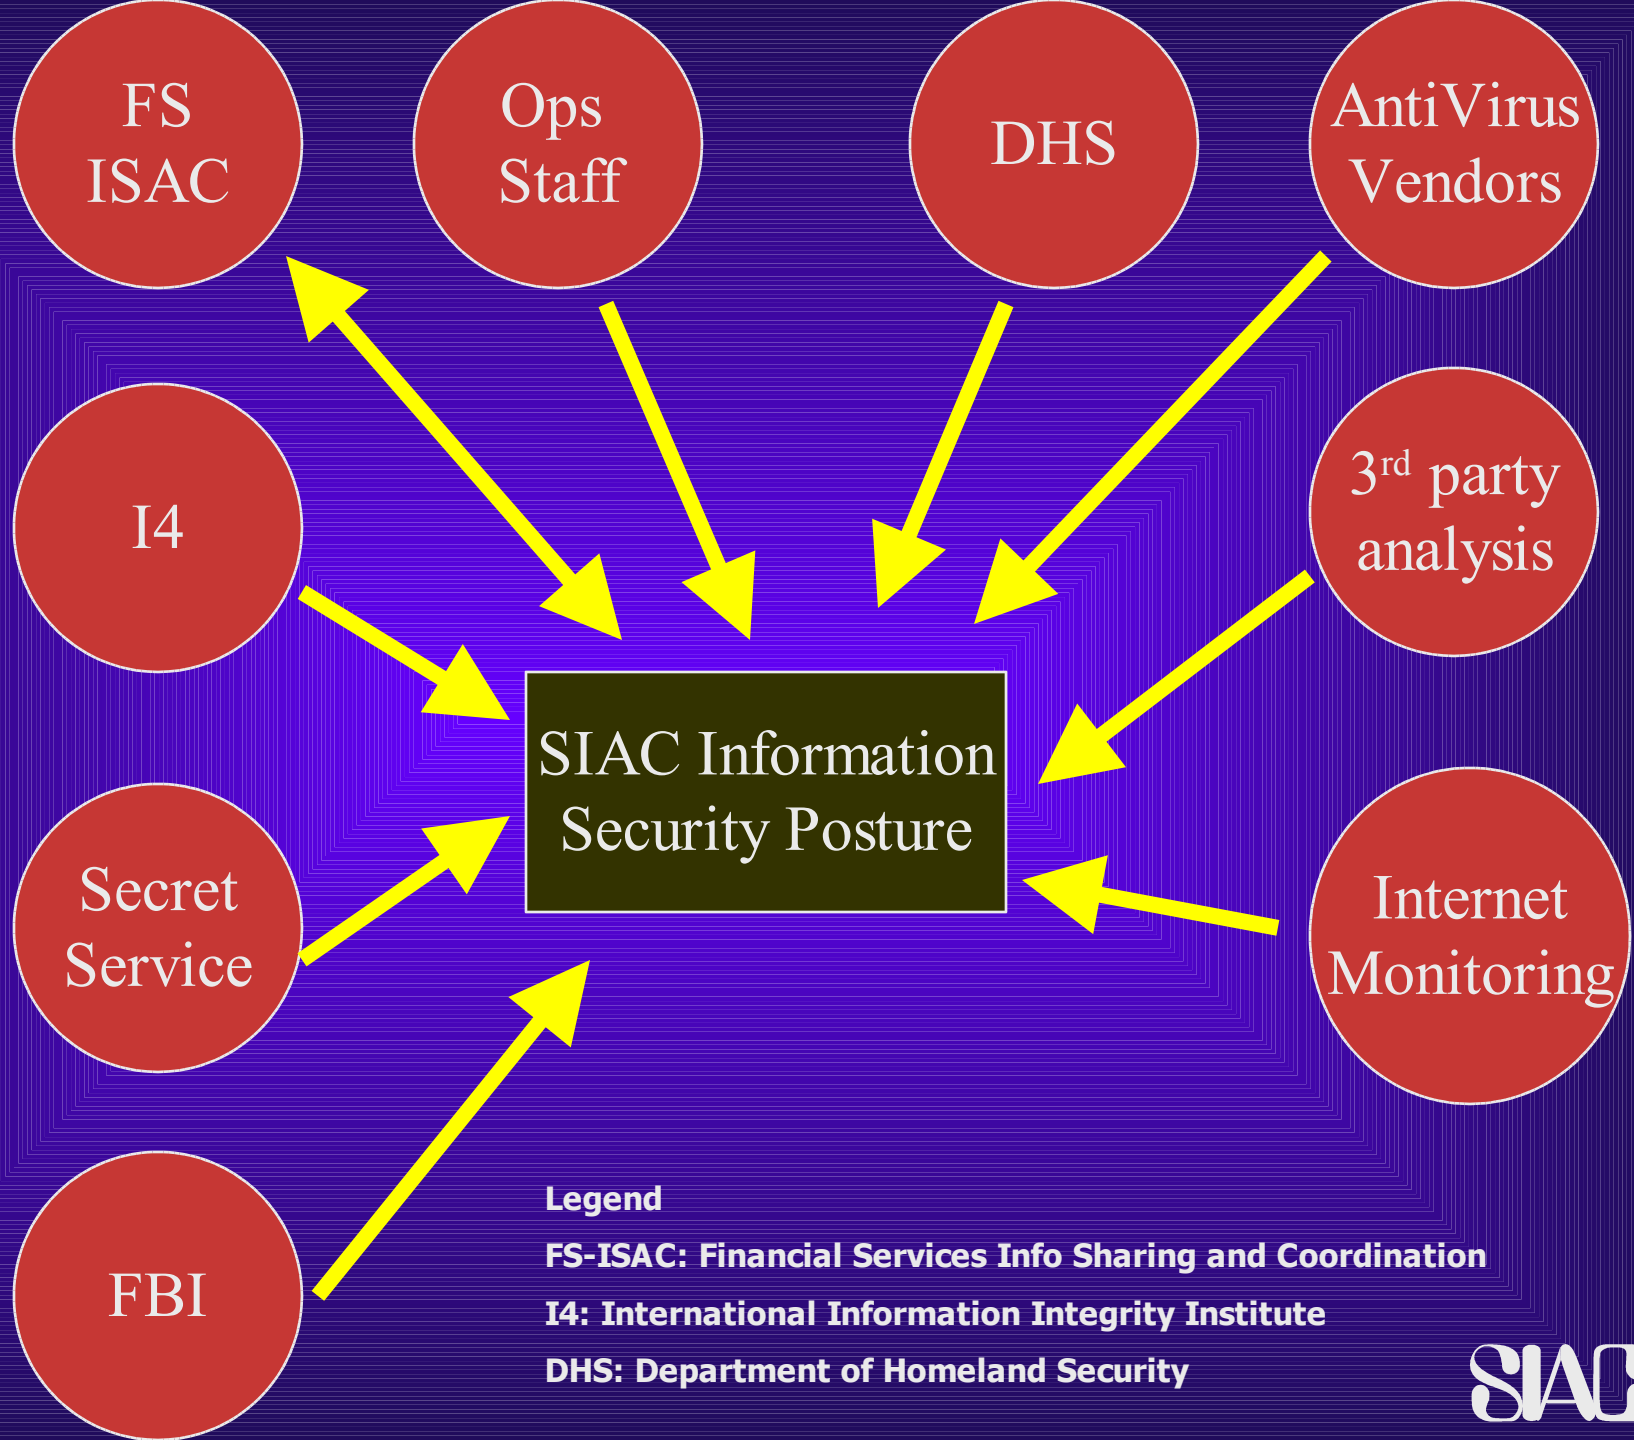 FS
ISAC
Ops
Staff
DHS
AntiVirus
Vendors
I4
3rd party
analysis
SIAC Information
Security Posture
Secret
Service
Internet
Monitoring
FBI
Legend
FS-ISAC: Financial Services Info Sharing and Coordination
I4: International Information Integrity Institute
DHS: Department of Homeland Security
SIAC